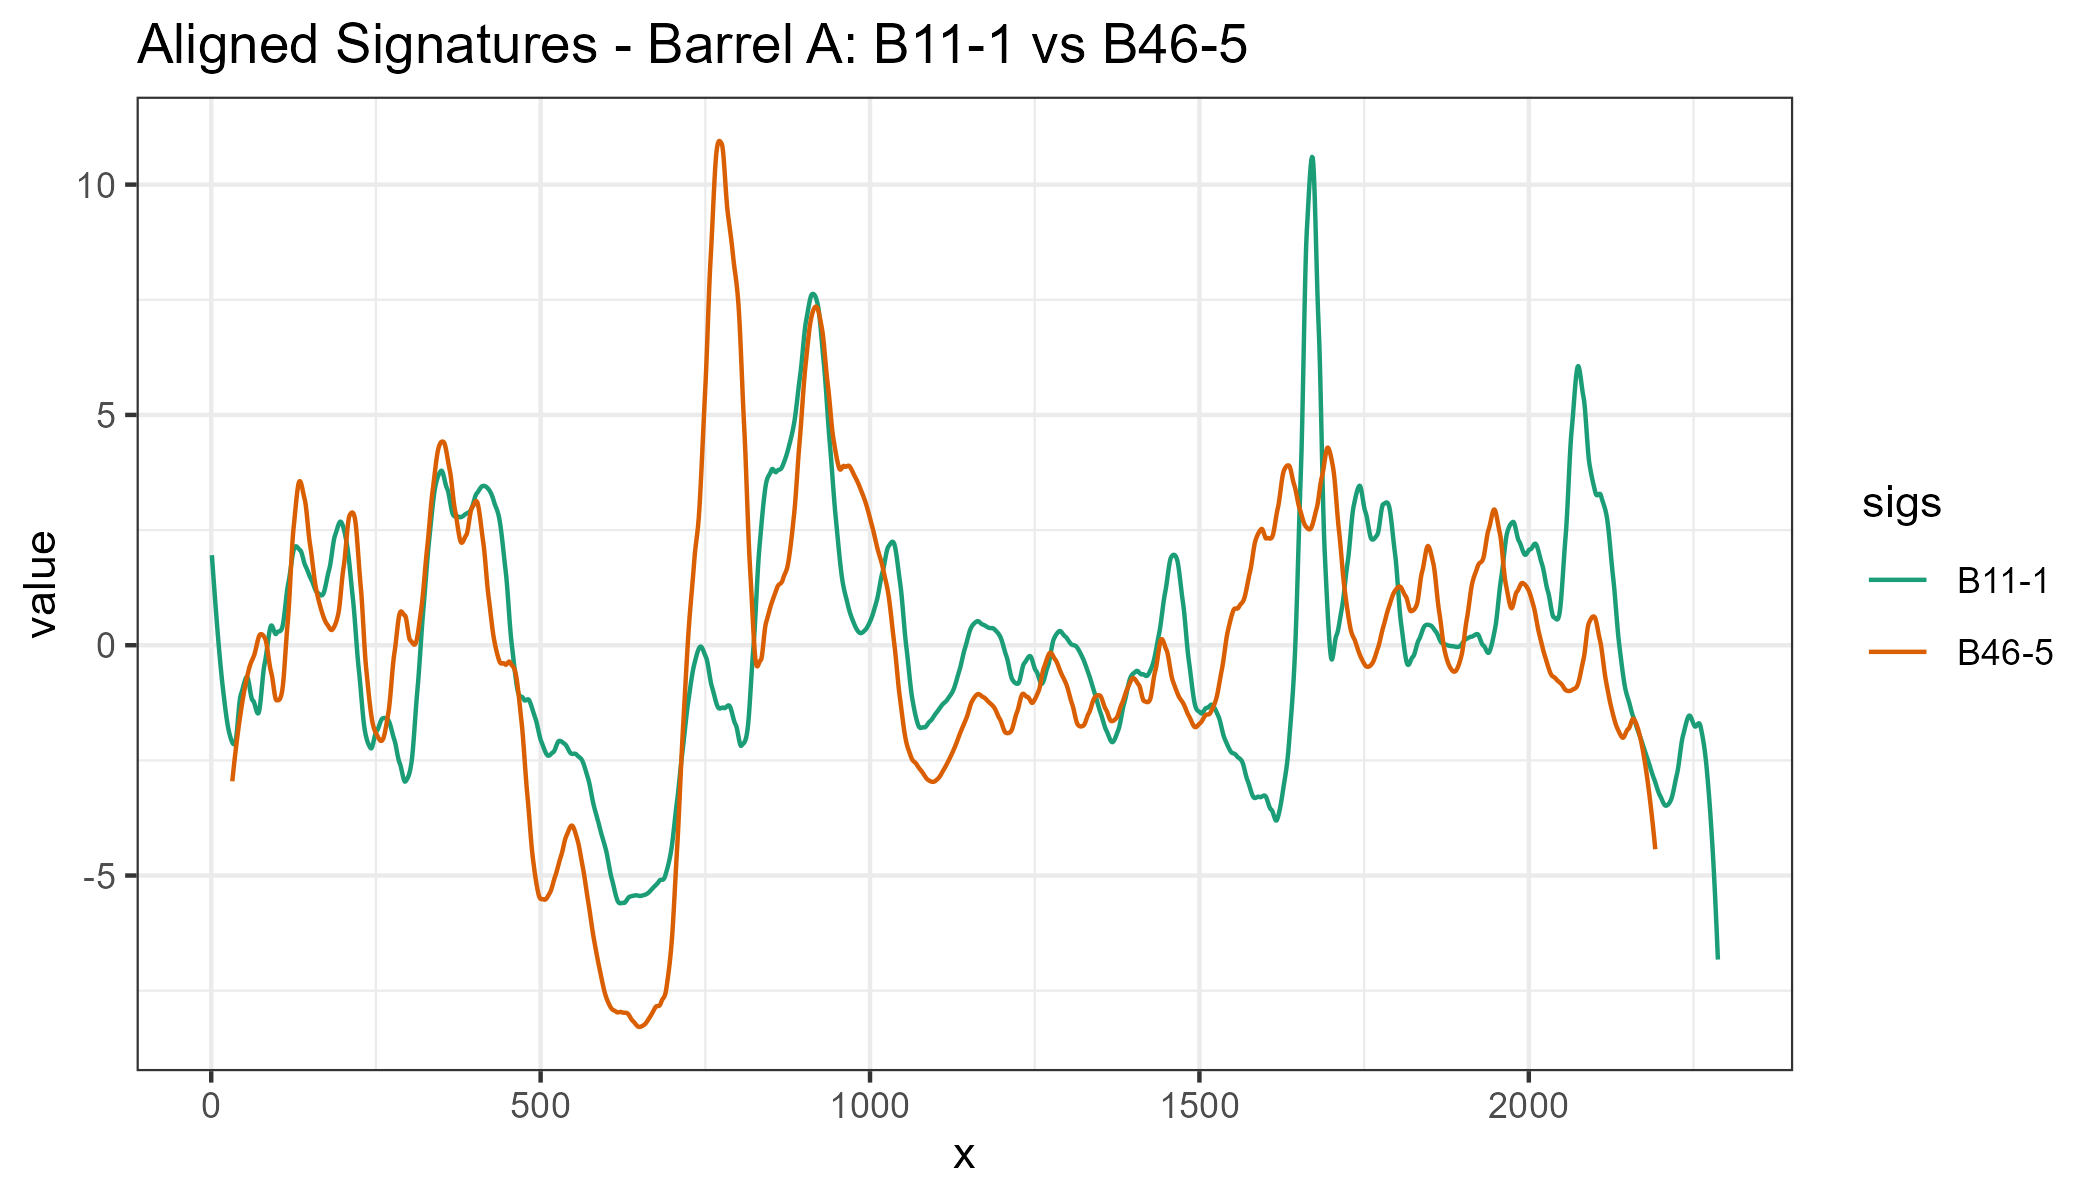 Aligned Signatures - Barrel A: B11-1 vs B46-5
10
5
0
-5
value
0 500 1000 1500 2000
x
sigs
B11-1
B46-5